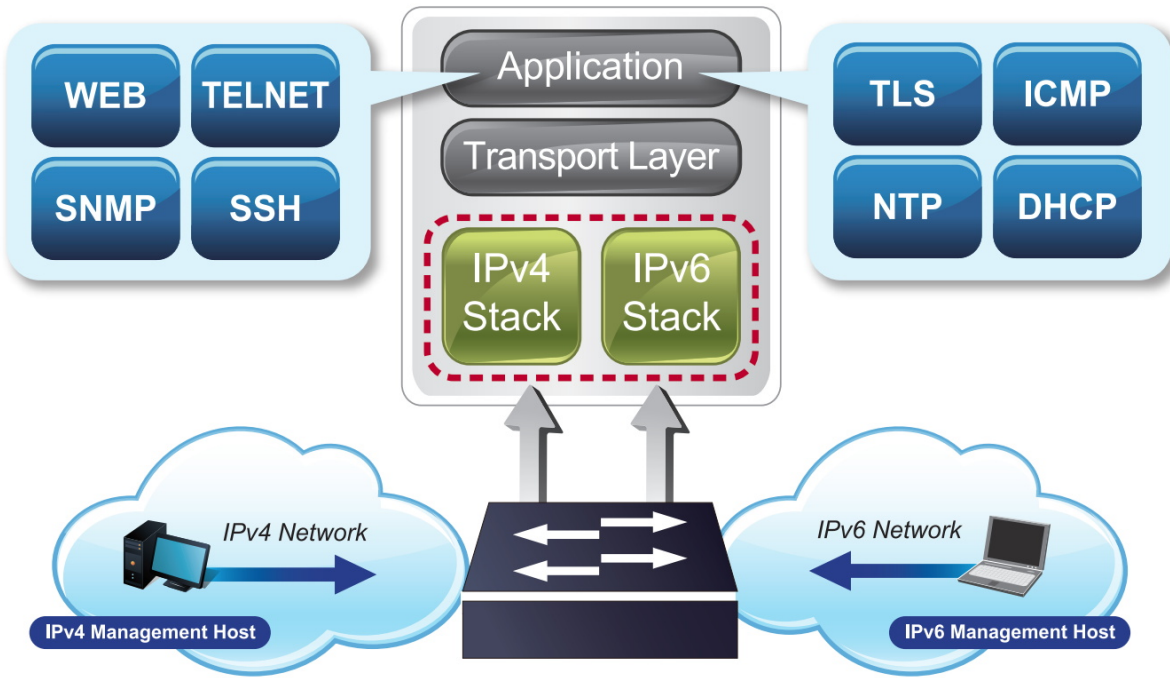 WEB
TELNET
SNMP
SSH
Application
Transport Layer
IPv4
Stack
IPv6
Stack
TLS
ICMP
NTP
DHCP
IPv4 Network
IPv4 Management Host
IPv6 Network
IPv6 Management Host